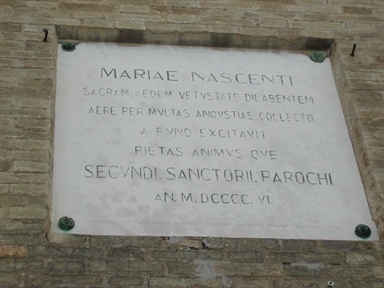 MARIAE. NASCENTI
SACRAM. AEDEM VETVSTATE DILABENTEM
AERE PER. MVLTAS ANGVSTIAS COLLECTO
A FVND EXCITAVIT
PIETAS ANIMVS QVE
SECVNDI. SANCTORII. PAROCHI
AN. M.DCCCC. VI